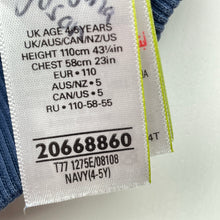 UK AGE 4-5YEARS
UK/AUS/CAN/NZ/US
HEIGHT 110cm 43¼in
CHEST 58cm 23in
EUR • 110
AUS/NZ • 5
CAN/US • 5
RU • 110-58-55
20668860
T77 1275E/08108
NAVY(4-5Y)
4T